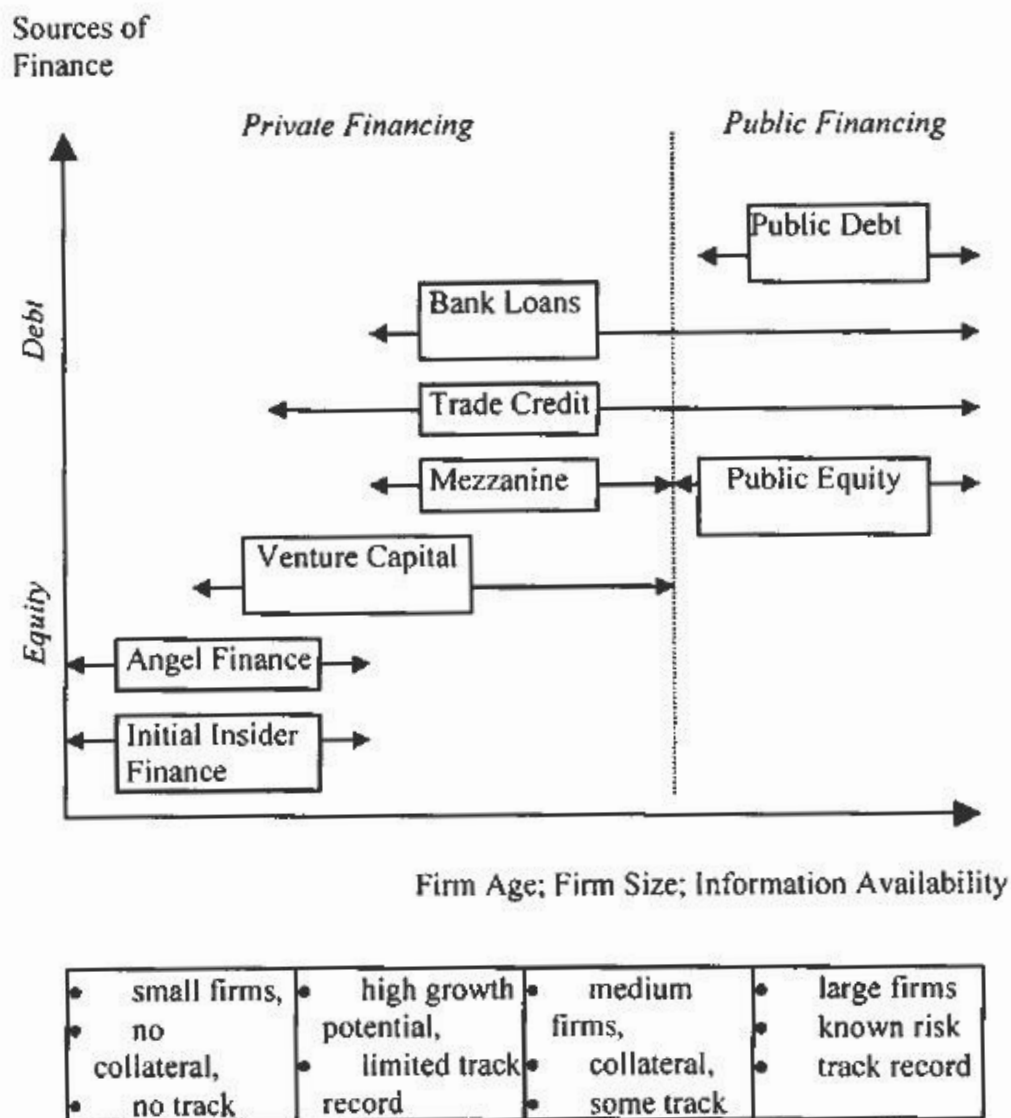 Sources of
Finance
Private Financing
Public Financing
Public Debt
Bank Loans
Debt
Trade Credit
Mezzanine
Public Equity
Venture Capital
Equity
Angel Finance
Initial Insider
Finance
Firm Age; Firm Size; Information Availability
• small firms,
• no
collateral,
• no track
• high growth
potential,
• limited track
record
• medium
firms,
• collateral,
• some track
• large firms
• known risk
• track record